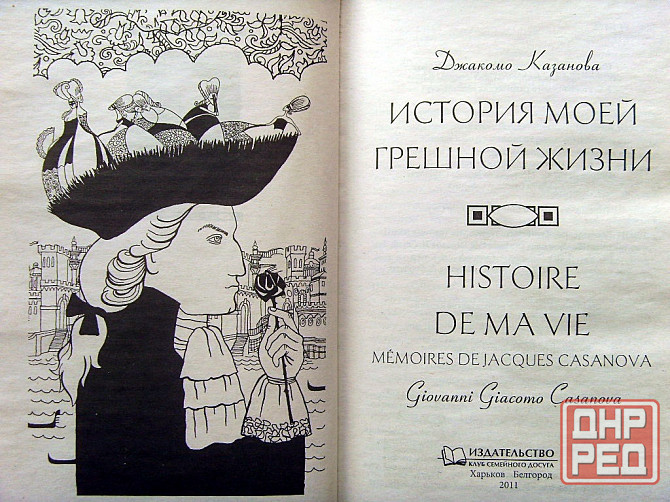 Джакомо Казанова
ИСТОРИЯ МОЕЙ
ГРЕШНОЙ ЖИЗНИ
HISTOIRE
DE MA VIE
MÉMOIRES DE JACQUES CASANOVA
Giovanni Giacomo Casanova
ИЗДАТЕЛЬСТВО
КЛУБ СЕМЕЙНОГО ДОСУГА
Харьков Белгород
2011
ДНР
РЕД